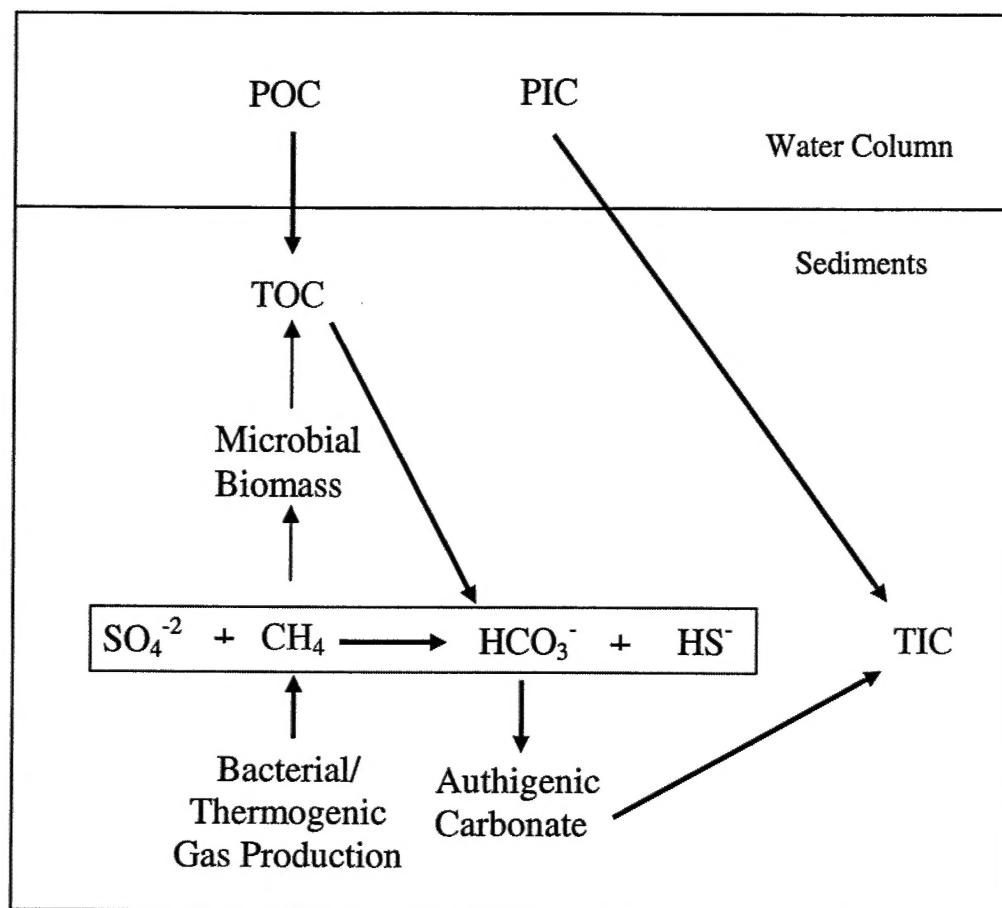 POC PIC
Water Column
Sediments
TOC
Microbial
Biomass
SO₄⁻² + CH₄ HCO₃⁻ + HS⁻ TIC
Bacterial/
Thermogenic
Gas Production
Authigenic
Carbonate